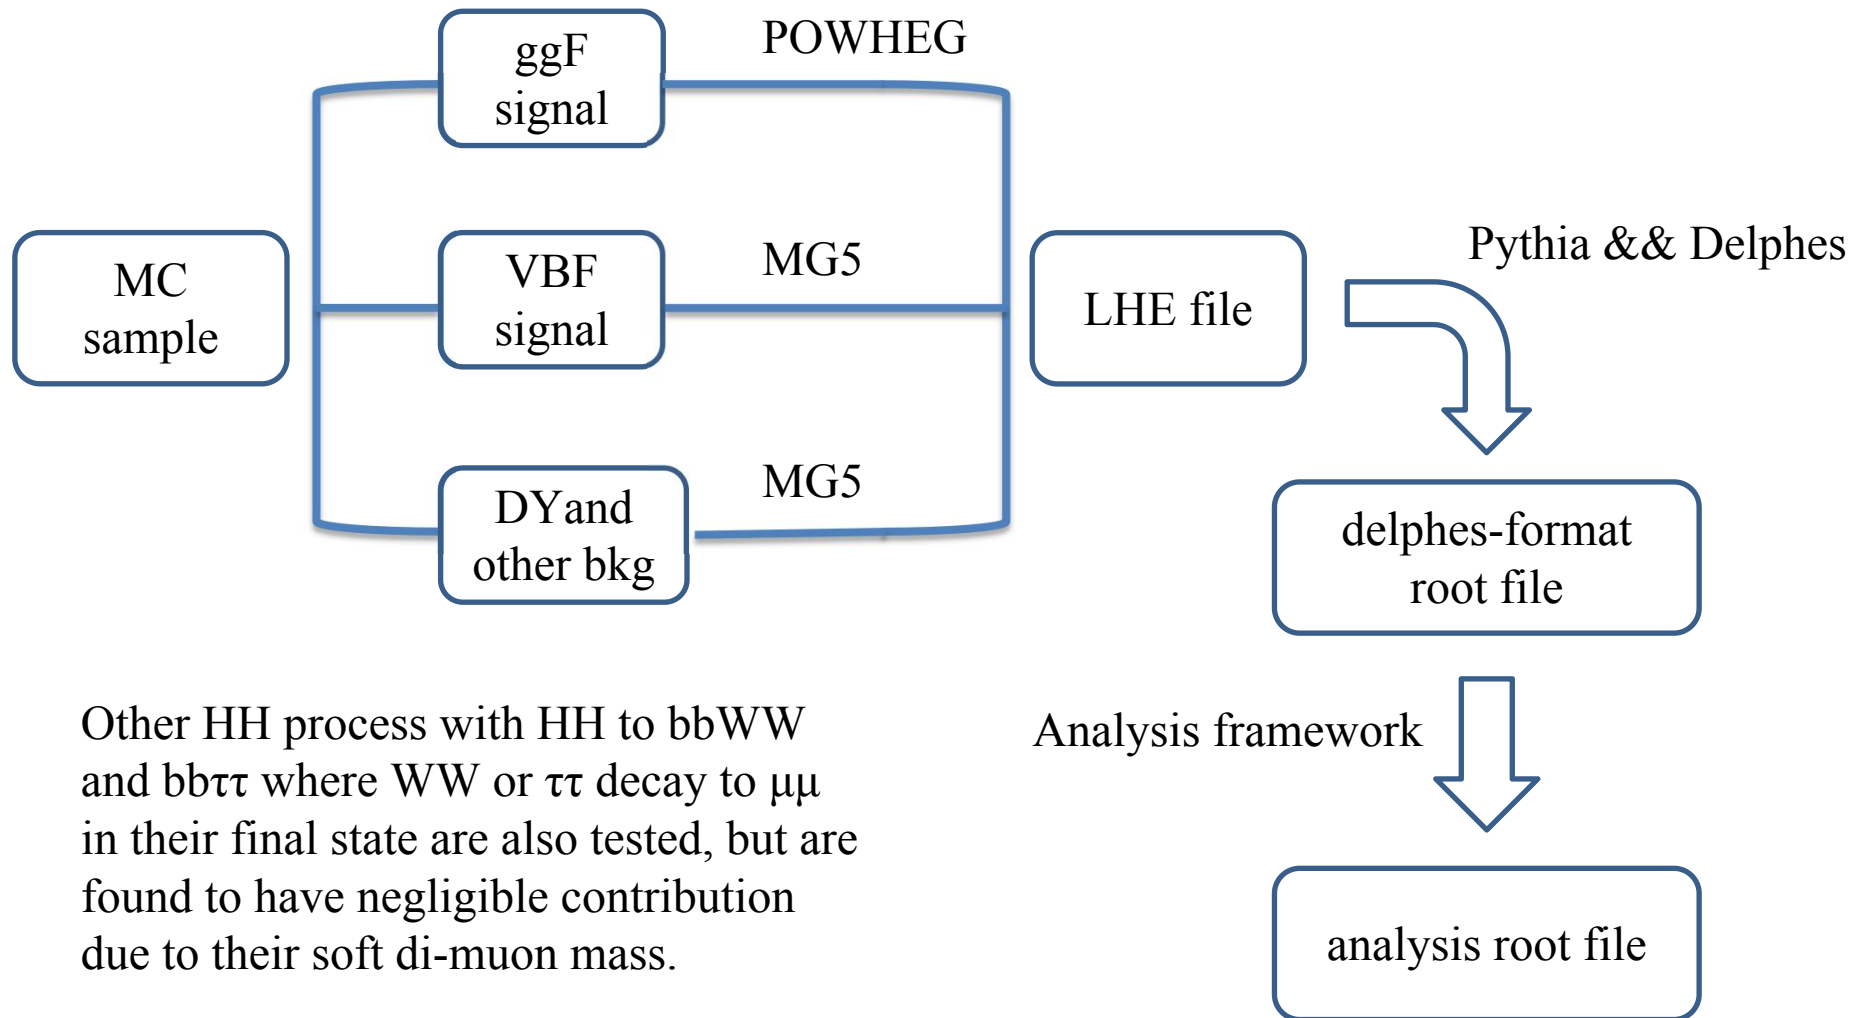 ggF
signal
POWHEG
MC
sample
VBF
signal
MG5
LHE file
Pythia && Delphes
DYand
other bkg
MG5
delphes-format
root file
Analysis framework
analysis root file
Other HH process with HH to bbWW
and bbττ where WW or ττ decay to μμ
in their final state are also tested, but are
found to have negligible contribution
due to their soft di-muon mass.